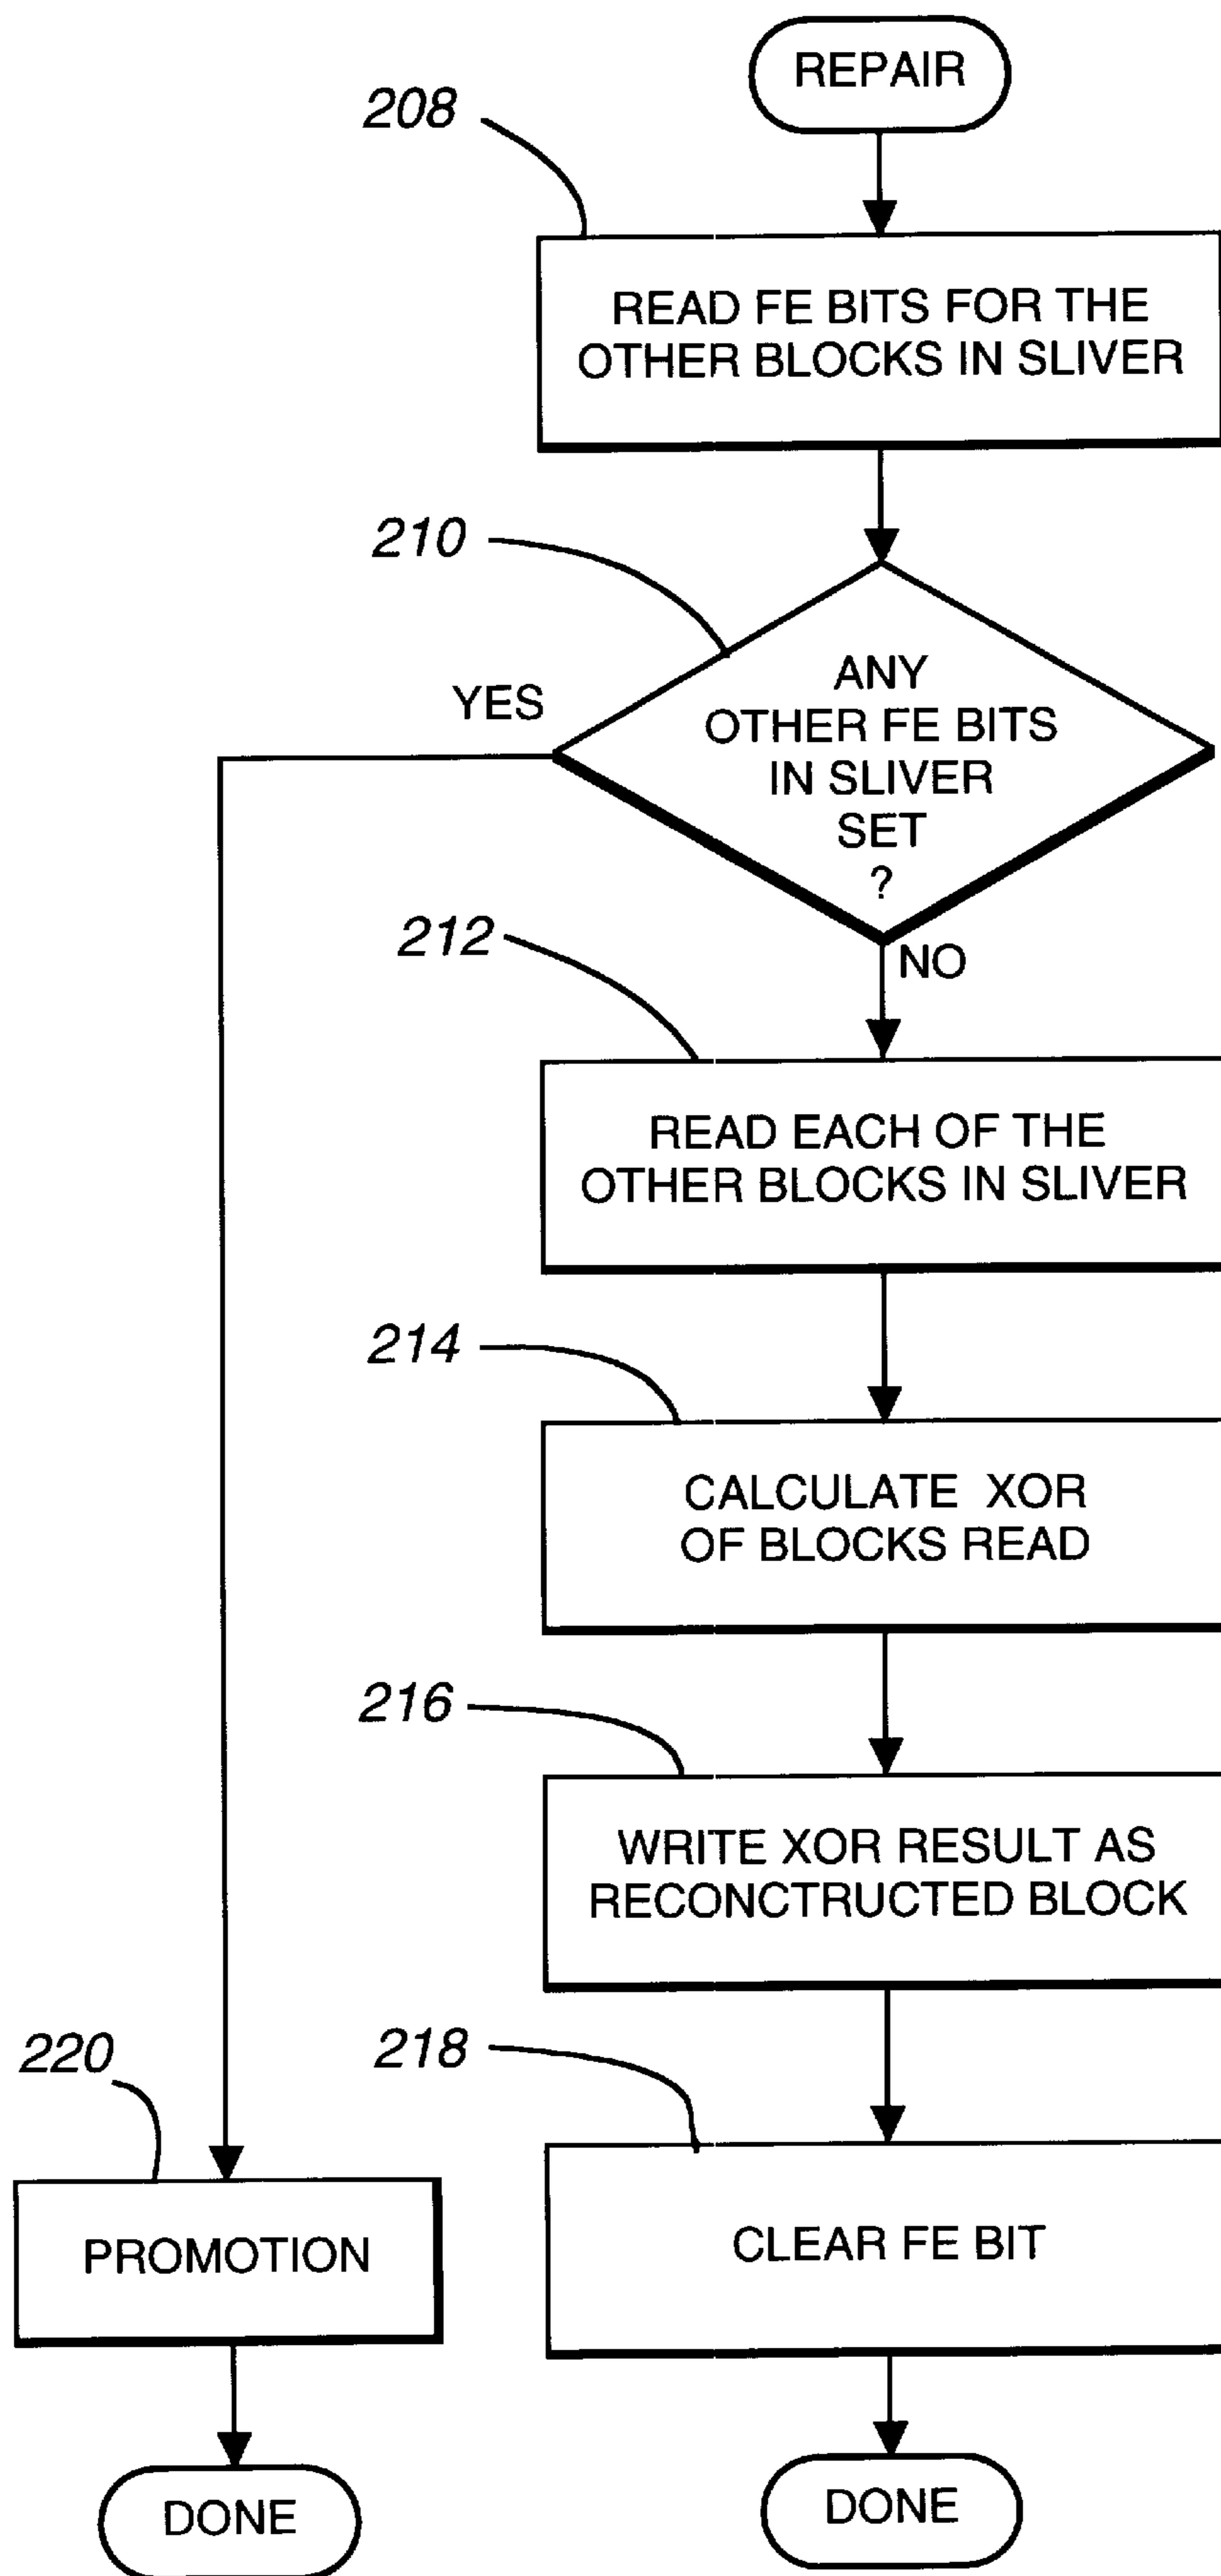 REPAIR
208
READ FE BITS FOR THE
OTHER BLOCKS IN SLIVER
210
YES
ANY
OTHER FE BITS
IN SLIVER
SET
?
NO
212
READ EACH OF THE
OTHER BLOCKS IN SLIVER
214
CALCULATE XOR
OF BLOCKS READ
216
WRITE XOR RESULT AS
RECONCTRUCTED BLOCK
220
218
PROMOTION
CLEAR FE BIT
DONE
DONE